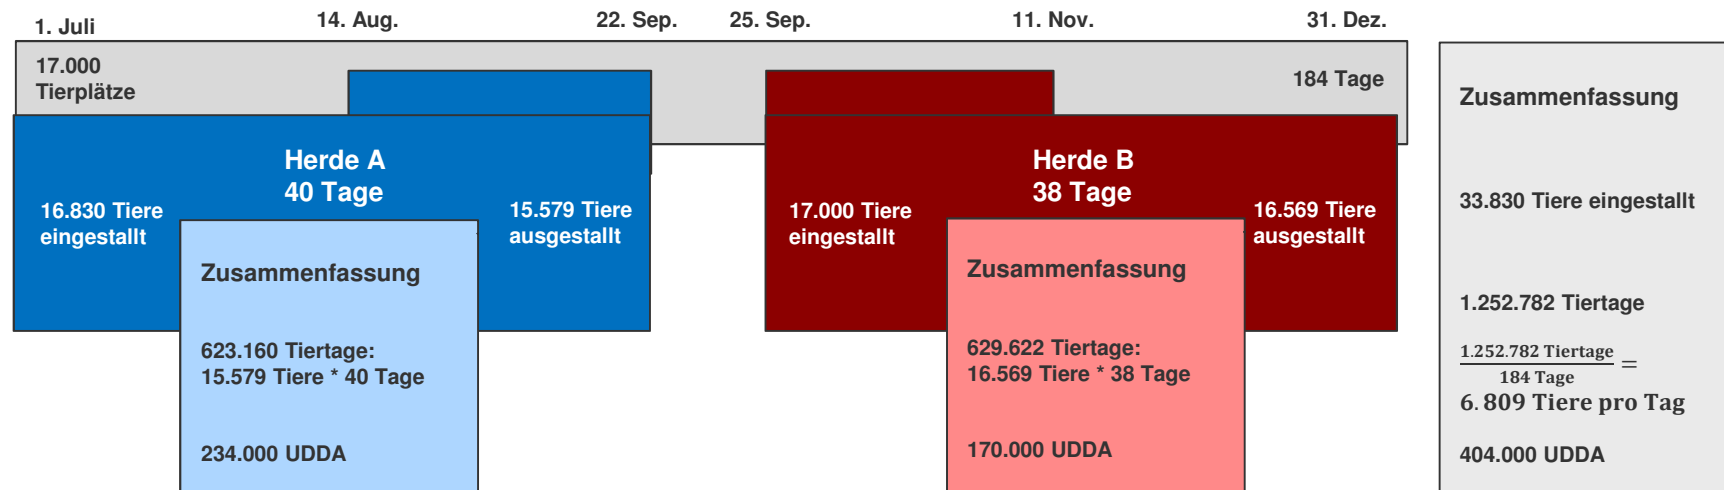 1. Juli
14. Aug.
22. Sep.
25. Sep.
11. Nov.
31. Dez.
17.000
Tierplätze
184 Tage
Herde A
40 Tage
16.830 Tiere
eingestallt
15.579 Tiere
ausgestallt
Zusammenfassung
623.160 Tiertage:
15.579 Tiere * 40 Tage
234.000 UDDA
Herde B
38 Tage
17.000 Tiere
eingestallt
16.569 Tiere
ausgestallt
Zusammenfassung
629.622 Tiertage:
16.569 Tiere * 38 Tage
170.000 UDDA
Zusammenfassung
33.830 Tiere eingestallt
1.252.782 Tiertage
1.252.782 Tiertage
184 Tage
=
6.809 Tiere pro Tag
404.000 UDDA